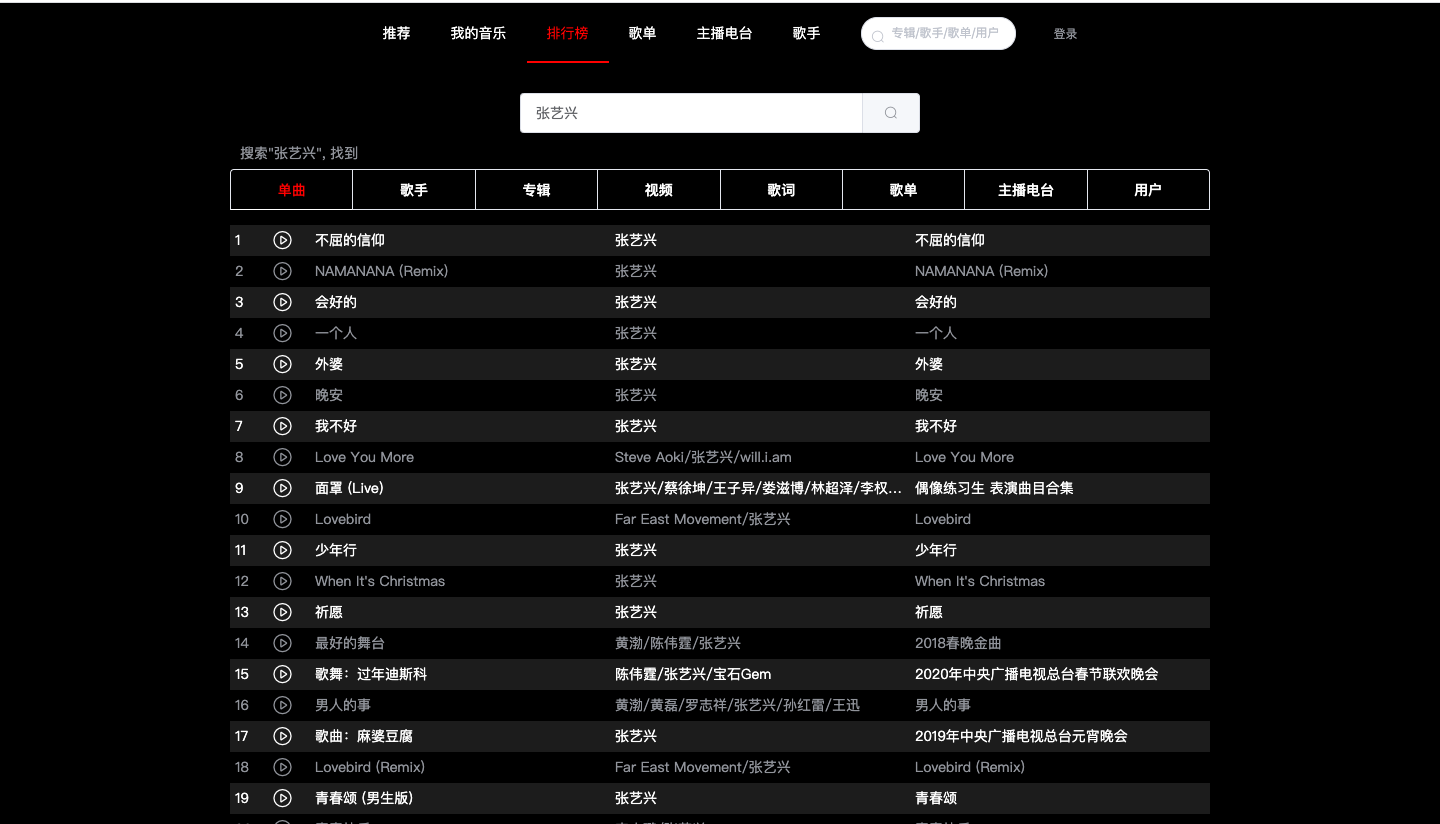 推荐 我的音乐 排行榜 歌单 主播电台 歌手 专辑/歌手/歌单/用户 登录
张艺兴
搜索"张艺兴", 找到
单曲 歌手 专辑 视频 歌词 歌单 主播电台 用户
1 不屈的信仰 张艺兴 不屈的信仰
2 NAMANANA (Remix) 张艺兴 NAMANANA (Remix)
3 会好的 张艺兴 会好的
4 一个人 张艺兴 一个人
5 外婆 张艺兴 外婆
6 晚安 张艺兴 晚安
7 我不好 张艺兴 我不好
8 Love You More Steve Aoki/张艺兴/will.i.am Love You More
9 面罩 (Live) 张艺兴/蔡徐坤/王子异/娄滋博/林超泽/李权... 偶像练习生 表演曲目合集
10 Lovebird Far East Movement/张艺兴 Lovebird
11 少年行 张艺兴 少年行
12 When It's Christmas 张艺兴 When It's Christmas
13 祈愿 张艺兴 祈愿
14 最好的舞台 黄渤/陈伟霆/张艺兴 2018春晚金曲
15 歌舞：过年迪斯科 陈伟霆/张艺兴/宝石Gem 2020年中央广播电视总台春节联欢晚会
16 男人的事 黄渤/黄磊/罗志祥/张艺兴/孙红雷/王迅 男人的事
17 歌曲：麻婆豆腐 张艺兴 2019年中央广播电视总台元宵晚会
18 Lovebird (Remix) Far East Movement/张艺兴 Lovebird (Remix)
19 青春颂 (男生版) 张艺兴 青春颂